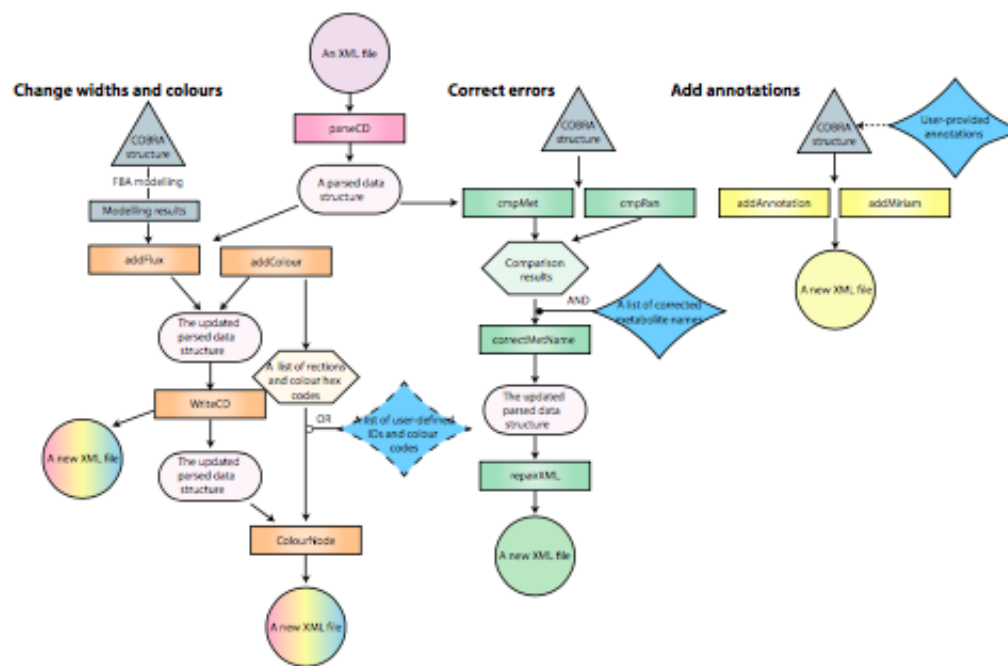 An XML file
Change widths and colours
Correct errors
Add annotations
COBRA
structure
parseCD
COBRA
structure
COBRA
structure
User-provided
annotations
FBA modelling
A parsed data
structure
Modelling results
cmpMet
cmpRxn
addAnnotation
addMiriam
addFlux
addColour
Comparison
results
A new XML file
AND
A list of corrected
metabolite names
The updated
parsed data
structure
correctMetName
A list of rections
and colour hex
codes
WriteCD
OR
A list of user-defined
IDs and colour
codes
The updated
parsed data
structure
A new XML file
The updated
parsed data
structure
repairXML
ColourNode
A new XML file
A new XML file